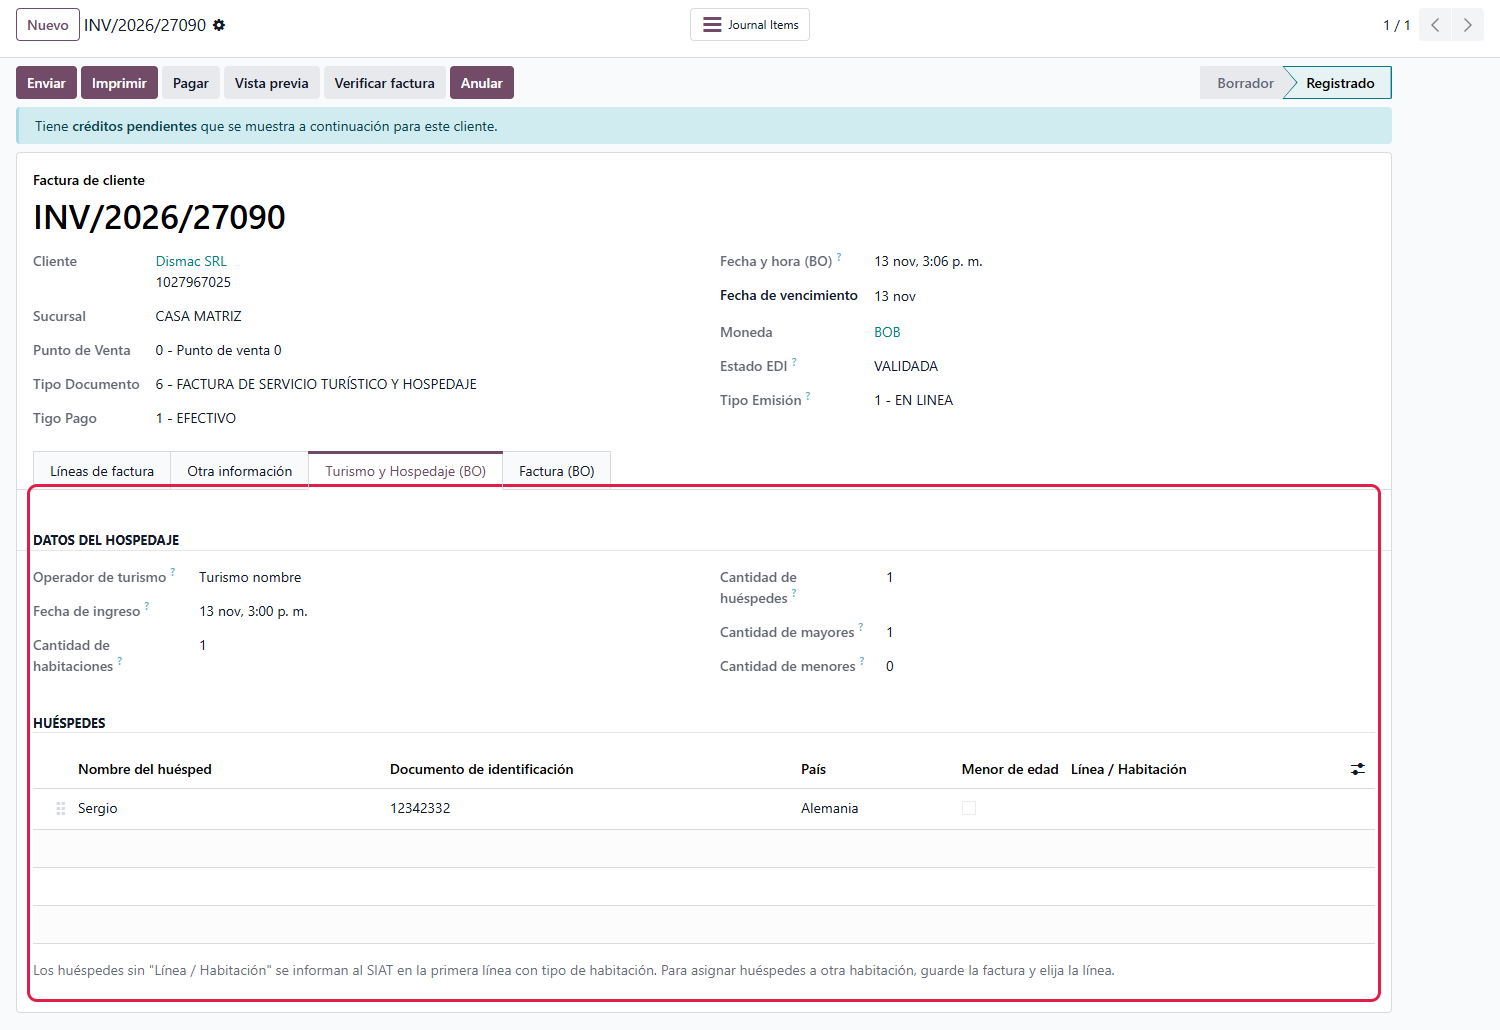 Nuevo INV/2026/27090 Journal Items 1 / 1
Enviar Imprimir Pagar Vista previa Verificar factura Anular Borrador Registrado
Tiene créditos pendientes que se muestra a continuación para este cliente.
Factura de cliente
INV/2026/27090
Cliente Dismac SRL
1027967025
Sucursal CASA MATRIZ
Punto de Venta 0 - Punto de venta 0
Tipo Documento 6 - FACTURA DE SERVICIO TURÍSTICO Y HOSPEDAJE
Tigo Pago 1 - EFECTIVO
Fecha y hora (BO) ? 13 nov, 3:06 p. m.
Fecha de vencimiento 13 nov
Moneda BOB
Estado EDI ? VALIDADA
Tipo Emisión ? 1 - EN LINEA
Líneas de factura Otra información Turismo y Hospedaje (BO) Factura (BO)
DATOS DEL HOSPEDAJE
Operador de turismo ? Turismo nombre
Fecha de ingreso ? 13 nov, 3:00 p. m.
Cantidad de 1
habitaciones ?
Cantidad de 1
huéspedes ?
Cantidad de mayores ? 1
Cantidad de menores ? 0
HUÉSPEDES
Nombre del huésped Documento de identificación País Menor de edad Línea / Habitación
Sergio 12342332 Alemania
Los huéspedes sin "Línea / Habitación" se informan al SIAT en la primera línea con tipo de habitación. Para asignar huéspedes a otra habitación, guarde la factura y elija la línea.